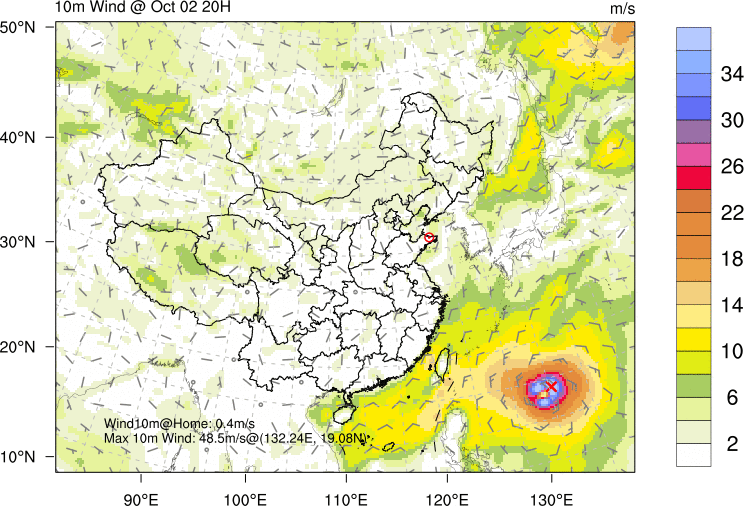 10m Wind @ Oct 02 20H
m/s
50°N
40°N
30°N
20°N
10°N
34
30
26
22
18
14
10
6
2
Wind10m@Home: 0.4m/s
Max 10m Wind: 48.5m/s@(132.24E, 19.08N)
90°E
100°E
110°E
120°E
130°E